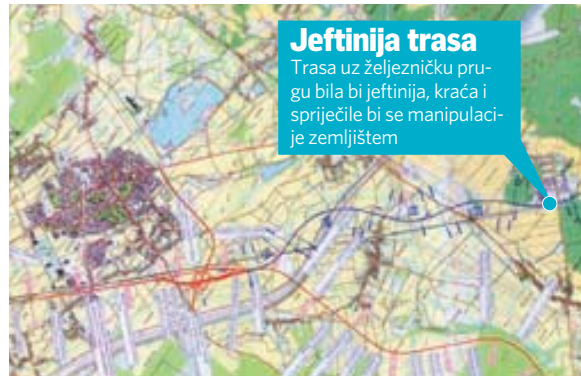 Jeftinija trasa
Trasa uz željezničku pru-
gu bila bi jeftinija, kraća i
spriječile bi se manipulaci-
je zemljištem